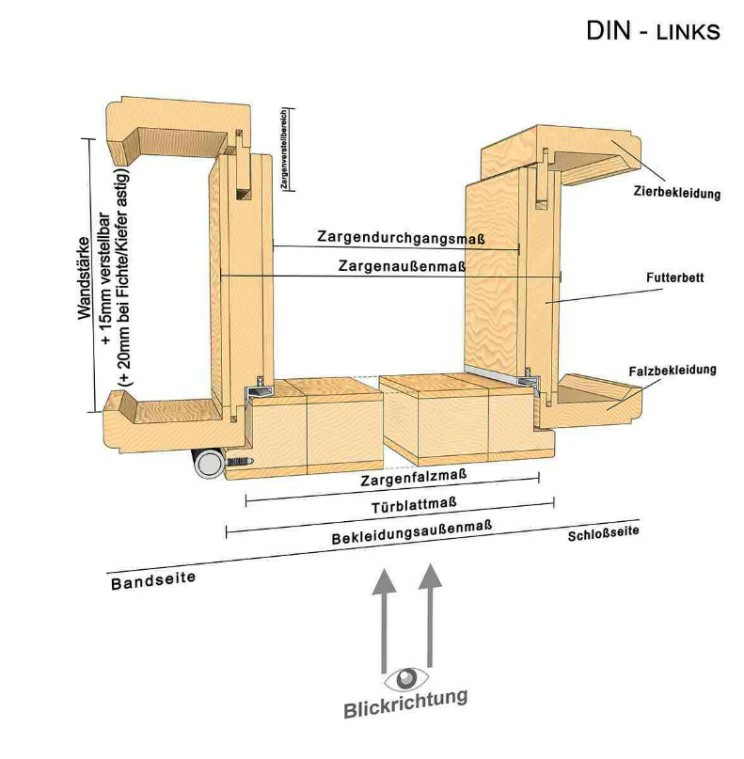 DIN - LINKS
Zargenverstellbereich
Zierbekleidung
Wandstärke
+ 15mm verstellbar
(+ 20mm bei Fichte/Kiefer astig)
Zargendurchgangsmaß
Zargenaußenmaß
Futterbett
Falzbekleidung
Zargenfalzmaß
Türblattmaß
Bekleidungsaußenmaß
Schloßseite
Bandseite
Blickrichtung